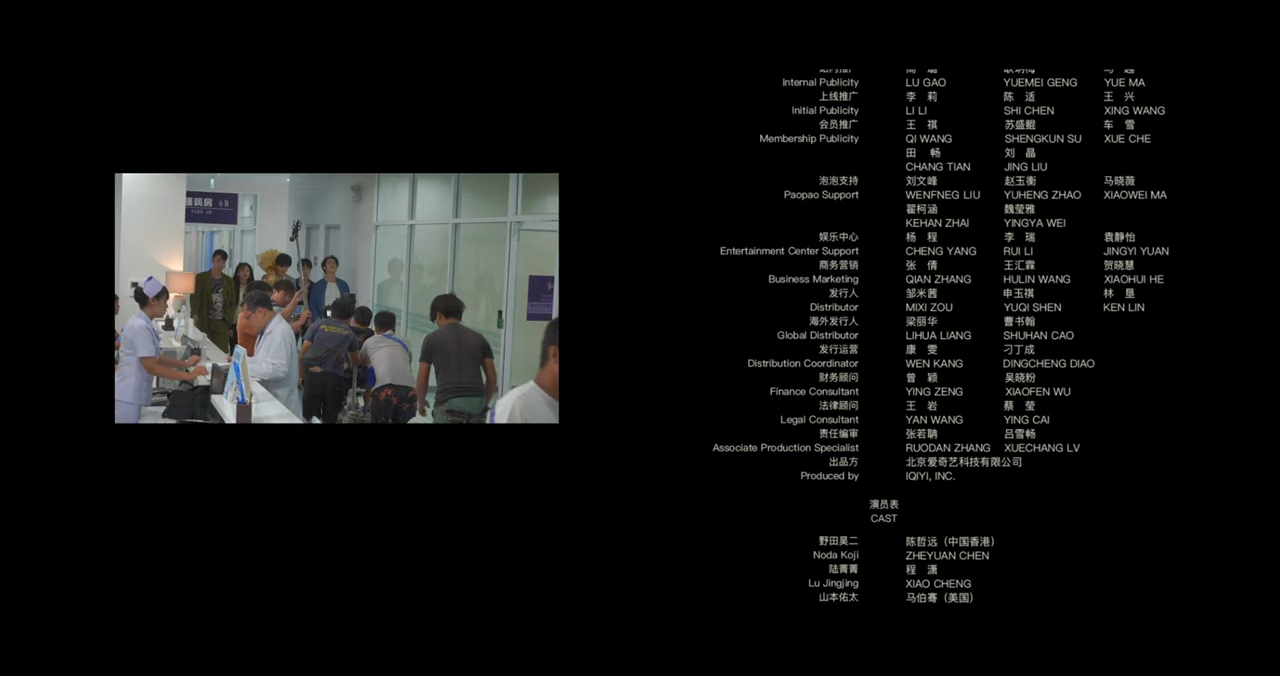 Internal Publicity LU GAO YUEMEI GENG YUE MA
上线推广 李 莉 陈 适 王 兴
Initial Publicity LI LI SHI CHEN XING WANG
会员推广 王 祺 苏盛鲲 车 雪
Membership Publicity QI WANG SHENGKUN SU XUE CHE
田 畅 刘 晶
CHANG TIAN JING LIU
泡泡支持 刘文峰 赵玉衡 马晓薇
Paopao Support WENFNEG LIU YUHENG ZHAO XIAOWEI MA
翟柯涵 魏莹雅
KEHAN ZHAI YINGYA WEI
娱乐中心 杨 程 李 瑞 袁静怡
Entertainment Center Support CHENG YANG RUI LI JINGYI YUAN
商务营销 张 倩 王汇霖 贺晓慧
Business Marketing QIAN ZHANG HULIN WANG XIAOHUI HE
发行人 邹米茜 申玉祺 林 垦
Distributor MIXI ZOU YUQI SHEN KEN LIN
海外发行人 梁丽华 曹书翰
Global Distributor LIHUA LIANG SHUHAN CAO
发行运营 康 雯 刁丁成
Distribution Coordinator WEN KANG DINGCHENG DIAO
财务顾问 曾 颖 吴晓粉
Finance Consultant YING ZENG XIAOFEN WU
法律顾问 王 岩 蔡 莹
Legal Consultant YAN WANG YING CAI
责任编审 张若聃 吕雪畅
Associate Production Specialist RUODAN ZHANG XUECHANG LV
出品方 北京爱奇艺科技有限公司
Produced by IQIYI, INC.
演员表
CAST
野田昊二 陈哲远（中国香港）
Noda Koji ZHEYUAN CHEN
陆菁菁 程 潇
Lu Jingjing XIAO CHENG
山本佑太 马伯骞（美国）
病房 6B